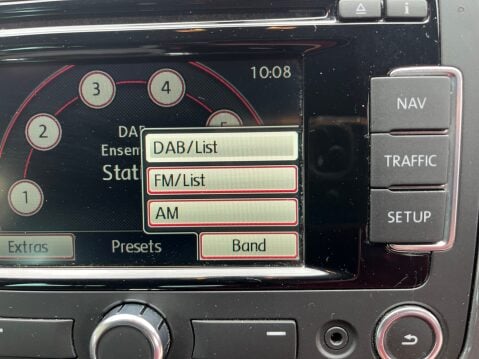 10:08
3
4
2
5
DAB
Ensem
Stat
1
DAB/List
FM/List
AM
Extras
Presets
Band
NAV
TRAFFIC
SETUP